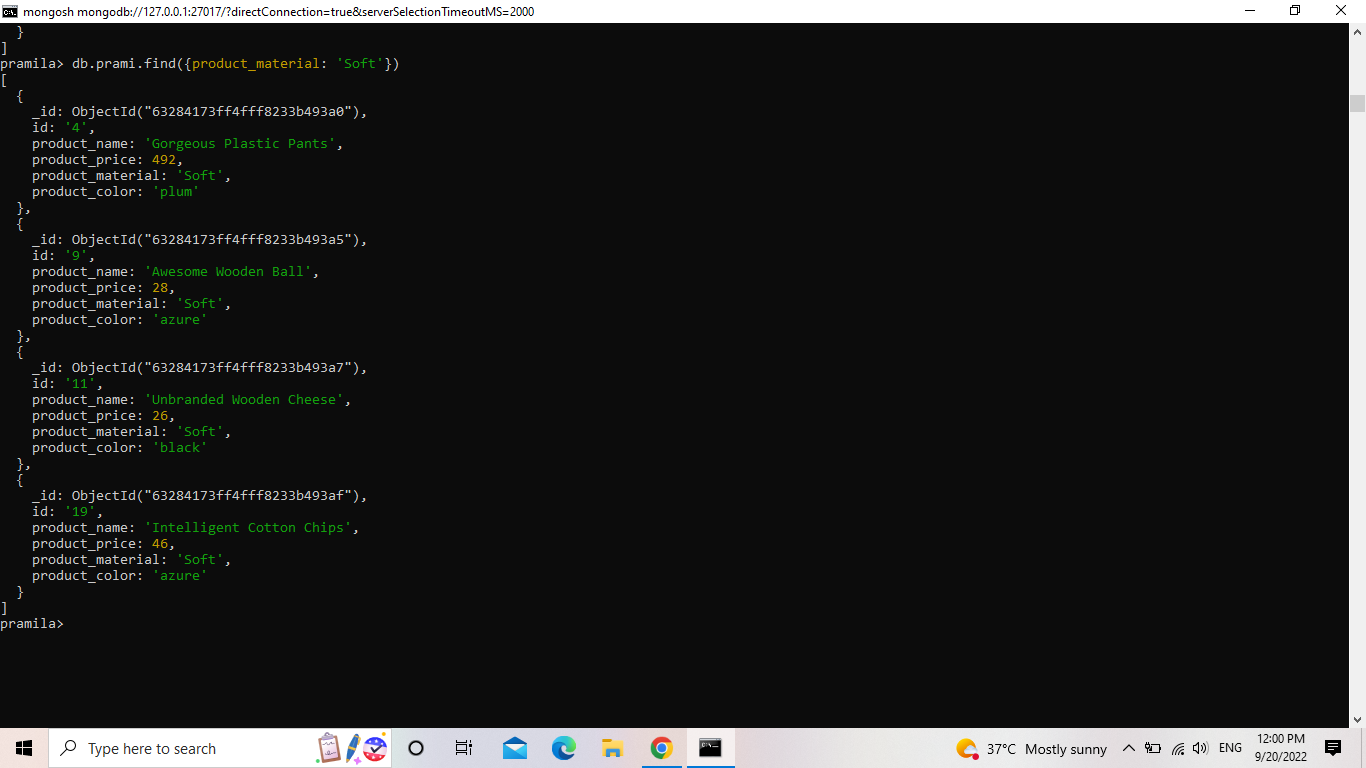 mongosh mongodb://127.0.0.1:27017/?directConnection=true&serverSelectionTimeoutMS=2000
  }
]
pramila> db.prami.find({product_material: 'Soft'})
[
  {
    _id: ObjectId("63284173ff4fff8233b493a0"),
    id: '4',
    product_name: 'Gorgeous Plastic Pants',
    product_price: 492,
    product_material: 'Soft',
    product_color: 'plum'
  },
  {
    _id: ObjectId("63284173ff4fff8233b493a5"),
    id: '9',
    product_name: 'Awesome Wooden Ball',
    product_price: 28,
    product_material: 'Soft',
    product_color: 'azure'
  },
  {
    _id: ObjectId("63284173ff4fff8233b493a7"),
    id: '11',
    product_name: 'Unbranded Wooden Cheese',
    product_price: 26,
    product_material: 'Soft',
    product_color: 'black'
  },
  {
    _id: ObjectId("63284173ff4fff8233b493af"),
    id: '19',
    product_name: 'Intelligent Cotton Chips',
    product_price: 46,
    product_material: 'Soft',
    product_color: 'azure'
  }
]
pramila>
Type here to search
37°C Mostly sunny
ENG
12:00 PM
9/20/2022